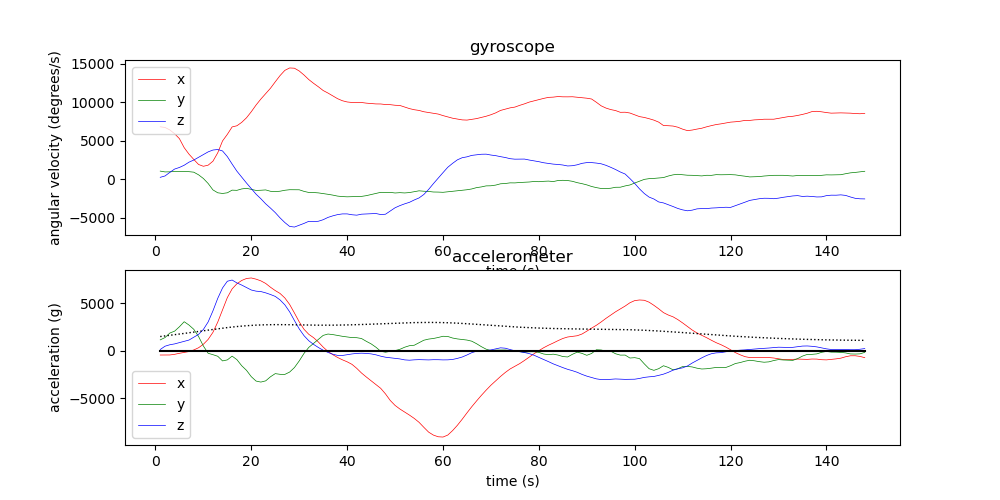 gyroscope
angular velocity (degrees/s)
15000
10000
5000
0
−5000
x
y
z
0 20 40 60 80 100 120 140
time (s)
accelerometer
acceleration (g)
5000
0
−5000
x
y
z
0 20 40 60 80 100 120 140
time (s)